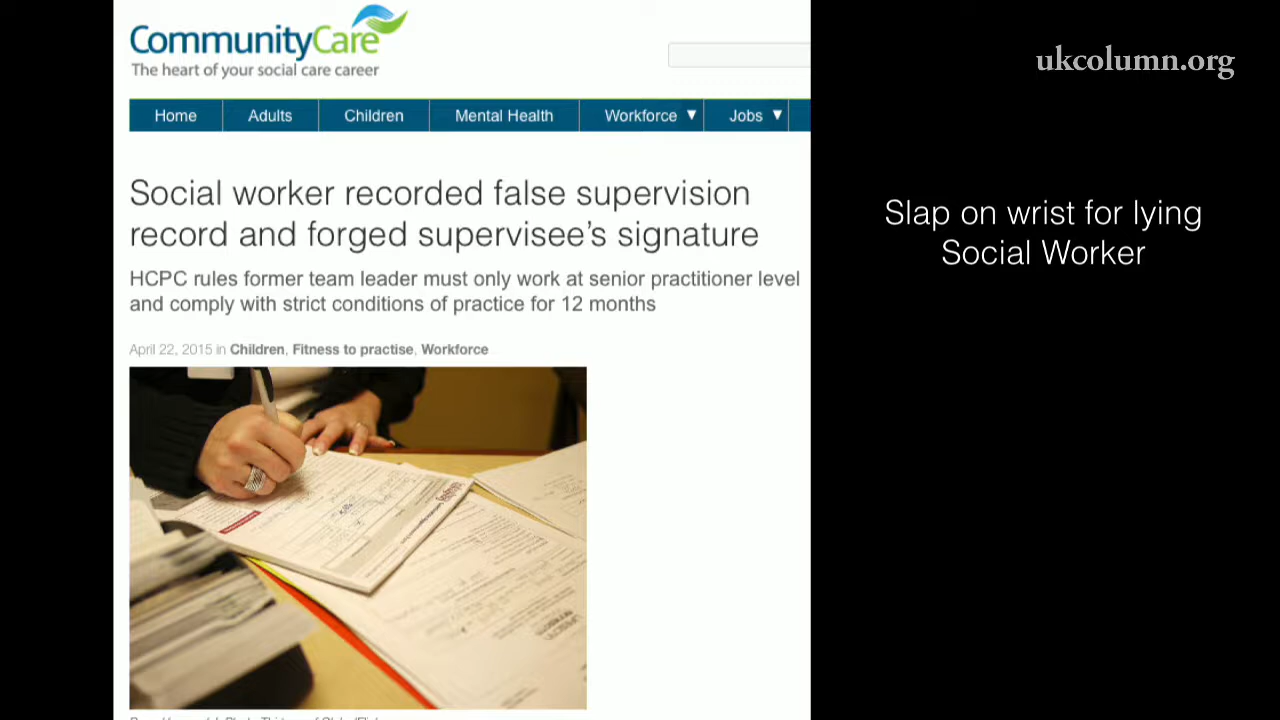 CommunityCare
The heart of your social care career
ukcolumn.org
Home Adults Children Mental Health Workforce ▼ Jobs ▼
Social worker recorded false supervision
record and forged supervisee's signature
HCPC rules former team leader must only work at senior practitioner level
and comply with strict conditions of practice for 12 months
April 22, 2015 in Children, Fitness to practise, Workforce
Slap on wrist for lying
Social Worker